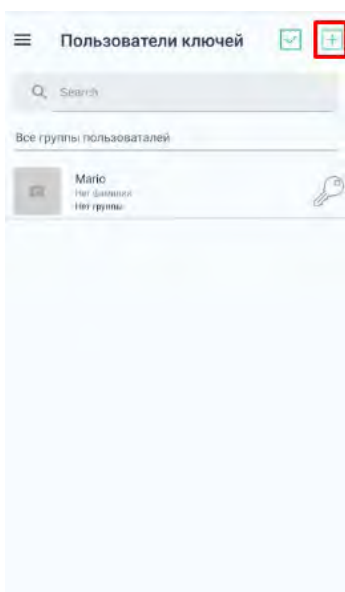 Пользователи ключей
Search
Все группы пользователей
Mario
Нет фамилии
Нет группы